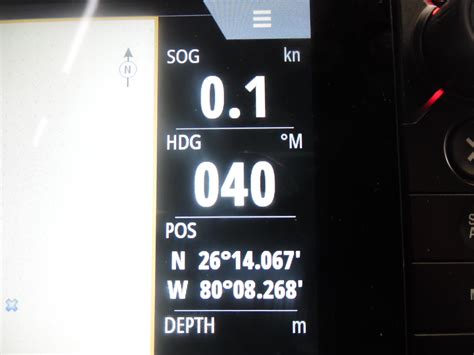 N
SOG kn
0.1
HDG °M
040
POS
N 26°14.067'
W 80°08.268'
DEPTH m